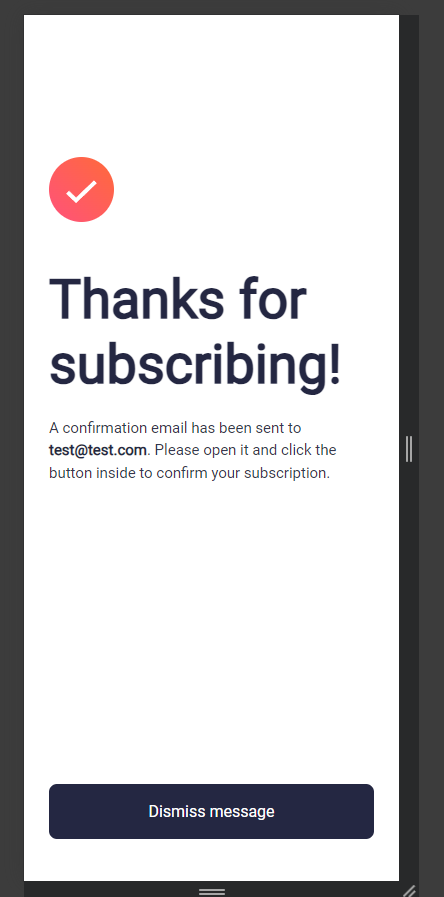 Thanks for
subscribing!
A confirmation email has been sent to
test@test.com. Please open it and click the
button inside to confirm your subscription.
Dismiss message